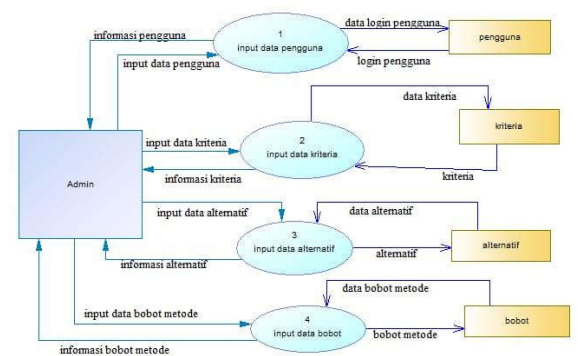 informasi pengguna
1
input data pengguna
data login pengguna
pengguna
input data pengguna
login pengguna
data kriteria
kriteria
input data kriteria
2
input data kriteria
informasi kriteria
kriteria
Admin
input data alternatif
data alternatif
3
input data alternatif
alternatif
alternatif
informasi alternatif
data bobot metode
input data bobot metode
4
input data bobot
bobot metode
bobot
informasi bobot metode